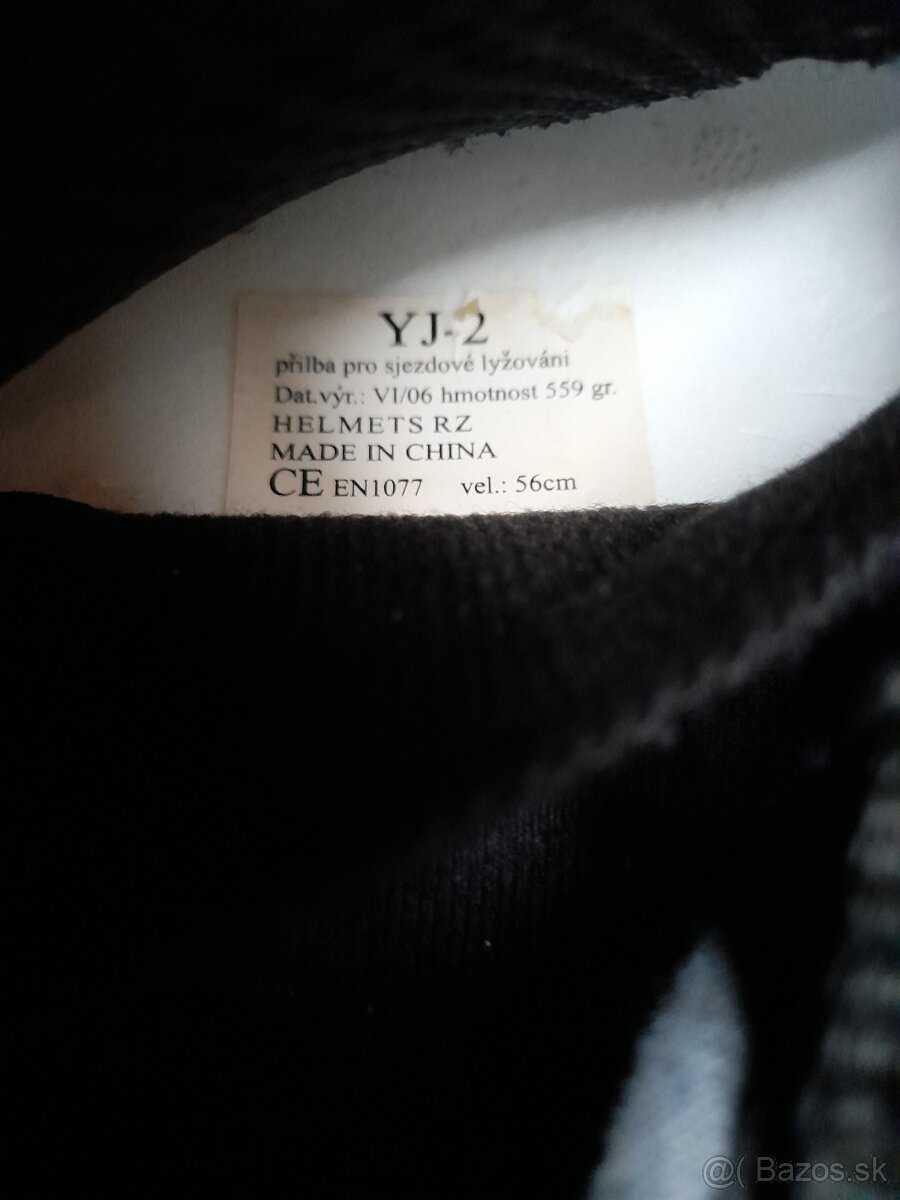 YJ-2
přilba pro sjezdové lyžováni
Dat.výr.: VI/06 hmotnost 559 gr.
HELMETS RZ
MADE IN CHINA
CE EN1077 vel.: 56cm
@( Bazos.sk